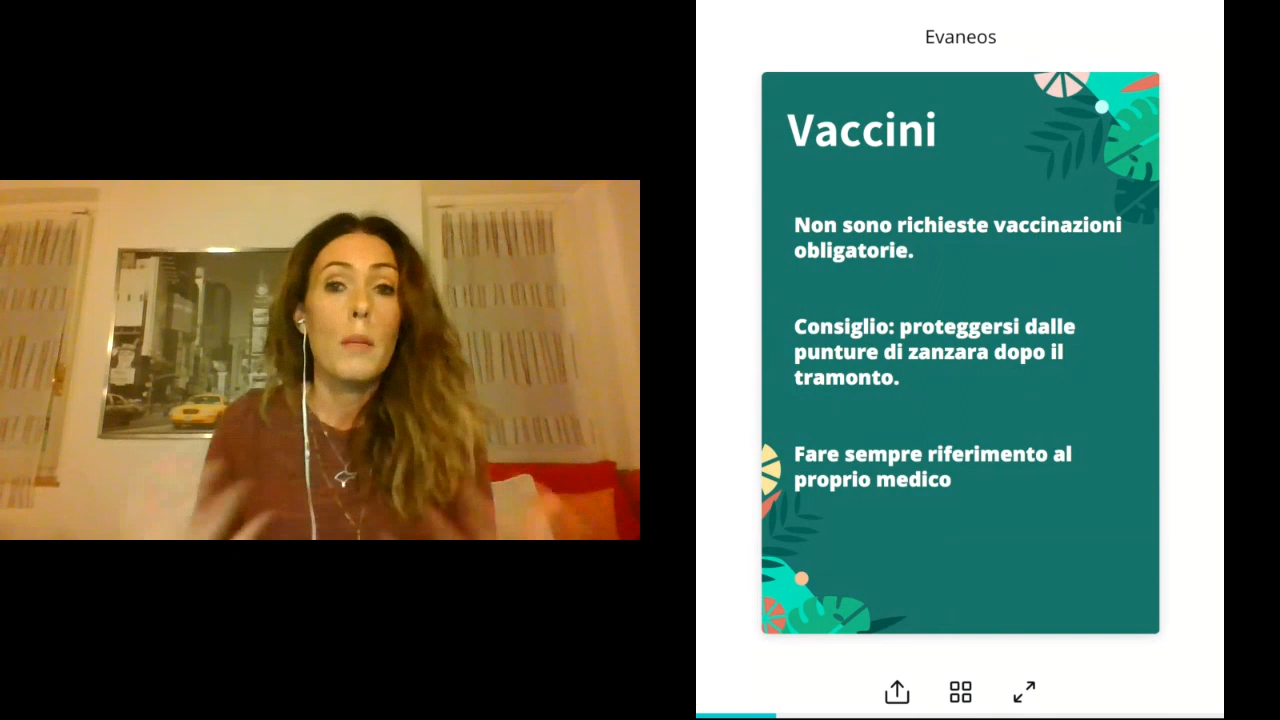 Evaneos
Vaccini
Non sono richieste vaccinazioni
obligatorie.
Consiglio: proteggersi dalle
punture di zanzara dopo il
tramonto.
Fare sempre riferimento al
proprio medico